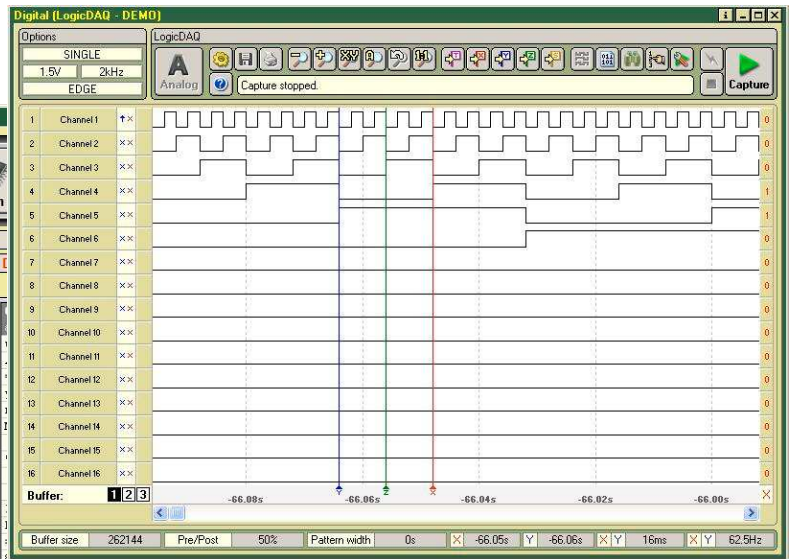 Digital (LogicDAQ - DEMO)
Options
LogicDAQ
SINGLE
1.5V 2kHz
EDGE
A
Analog
Capture stopped.
Capture
1 Channel 1 0
2 Channel 2 0
3 Channel 3 0
4 Channel 4 1
5 Channel 5 1
6 Channel 6 0
7 Channel 7 0
8 Channel 8 0
9 Channel 9 0
10 Channel 10 0
11 Channel 11 0
12 Channel 12 0
13 Channel 13 0
14 Channel 14 0
15 Channel 15 0
16 Channel 16 0
Buffer: 1 2 3
Y Z X
-66.08s -66.06s -66.04s -66.02s -66.00s
Buffer size 262144 Pre/Post 50% Pattern width 0s X -66.05s Y -66.06s X Y 16ms X Y 62.5Hz